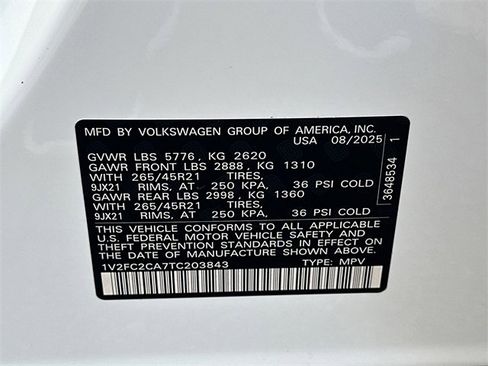 MFD BY VOLKSWAGEN GROUP OF AMERICA, INC.
USA 08/2025
GVWR LBS 5776, KG 2620
GAWR FRONT LBS 2888, KG 1310
WITH 265/45R21 TIRES,
9JX21 RIMS, AT 250 KPA, 36 PSI COLD
GAWR REAR LBS 2998, KG 1360
WITH 265/45R21 TIRES,
9JX21 RIMS, AT 250 KPA, 36 PSI COLD
THIS VEHICLE CONFORMS TO ALL APPLICABLE
U.S. FEDERAL MOTOR VEHICLE SAFETY AND
THEFT PREVENTION STANDARDS IN EFFECT ON
THE DATE OF MANUFACTURE SHOWN ABOVE.
1V2FC2CA7TC203843 TYPE: MPV
3648534 1